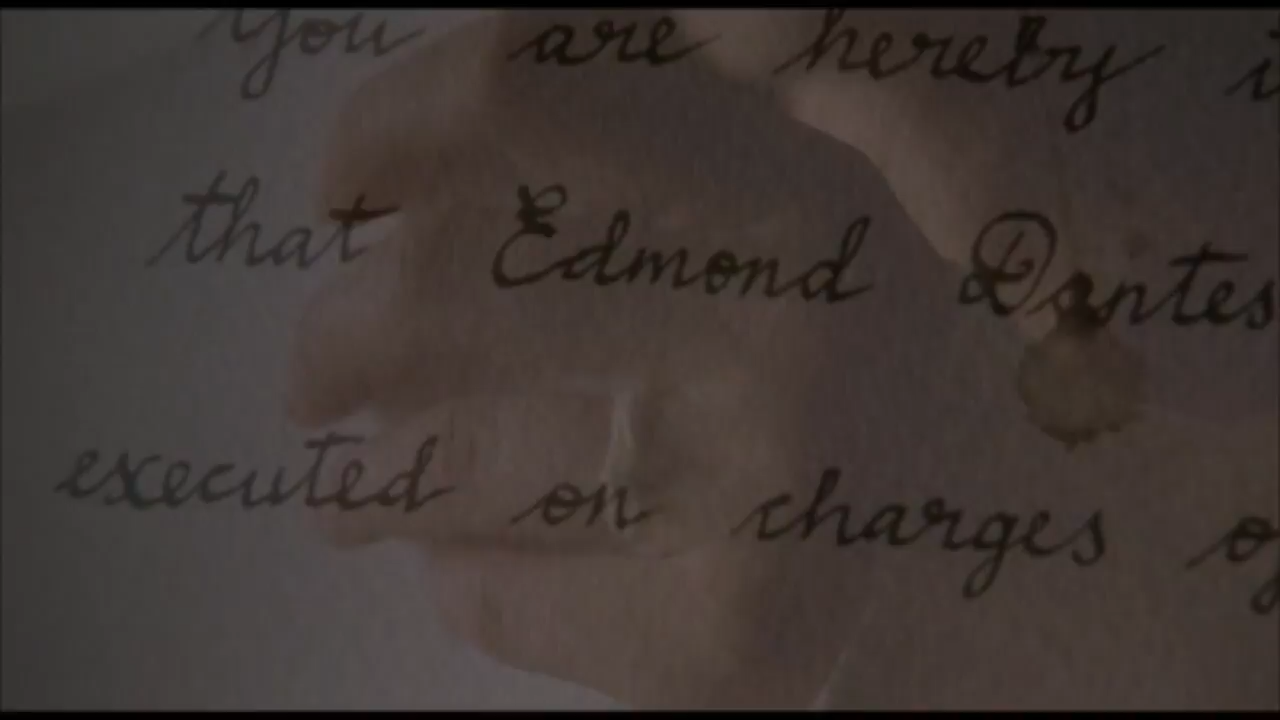 You are hereby
that Edmond Dantes
executed on charges